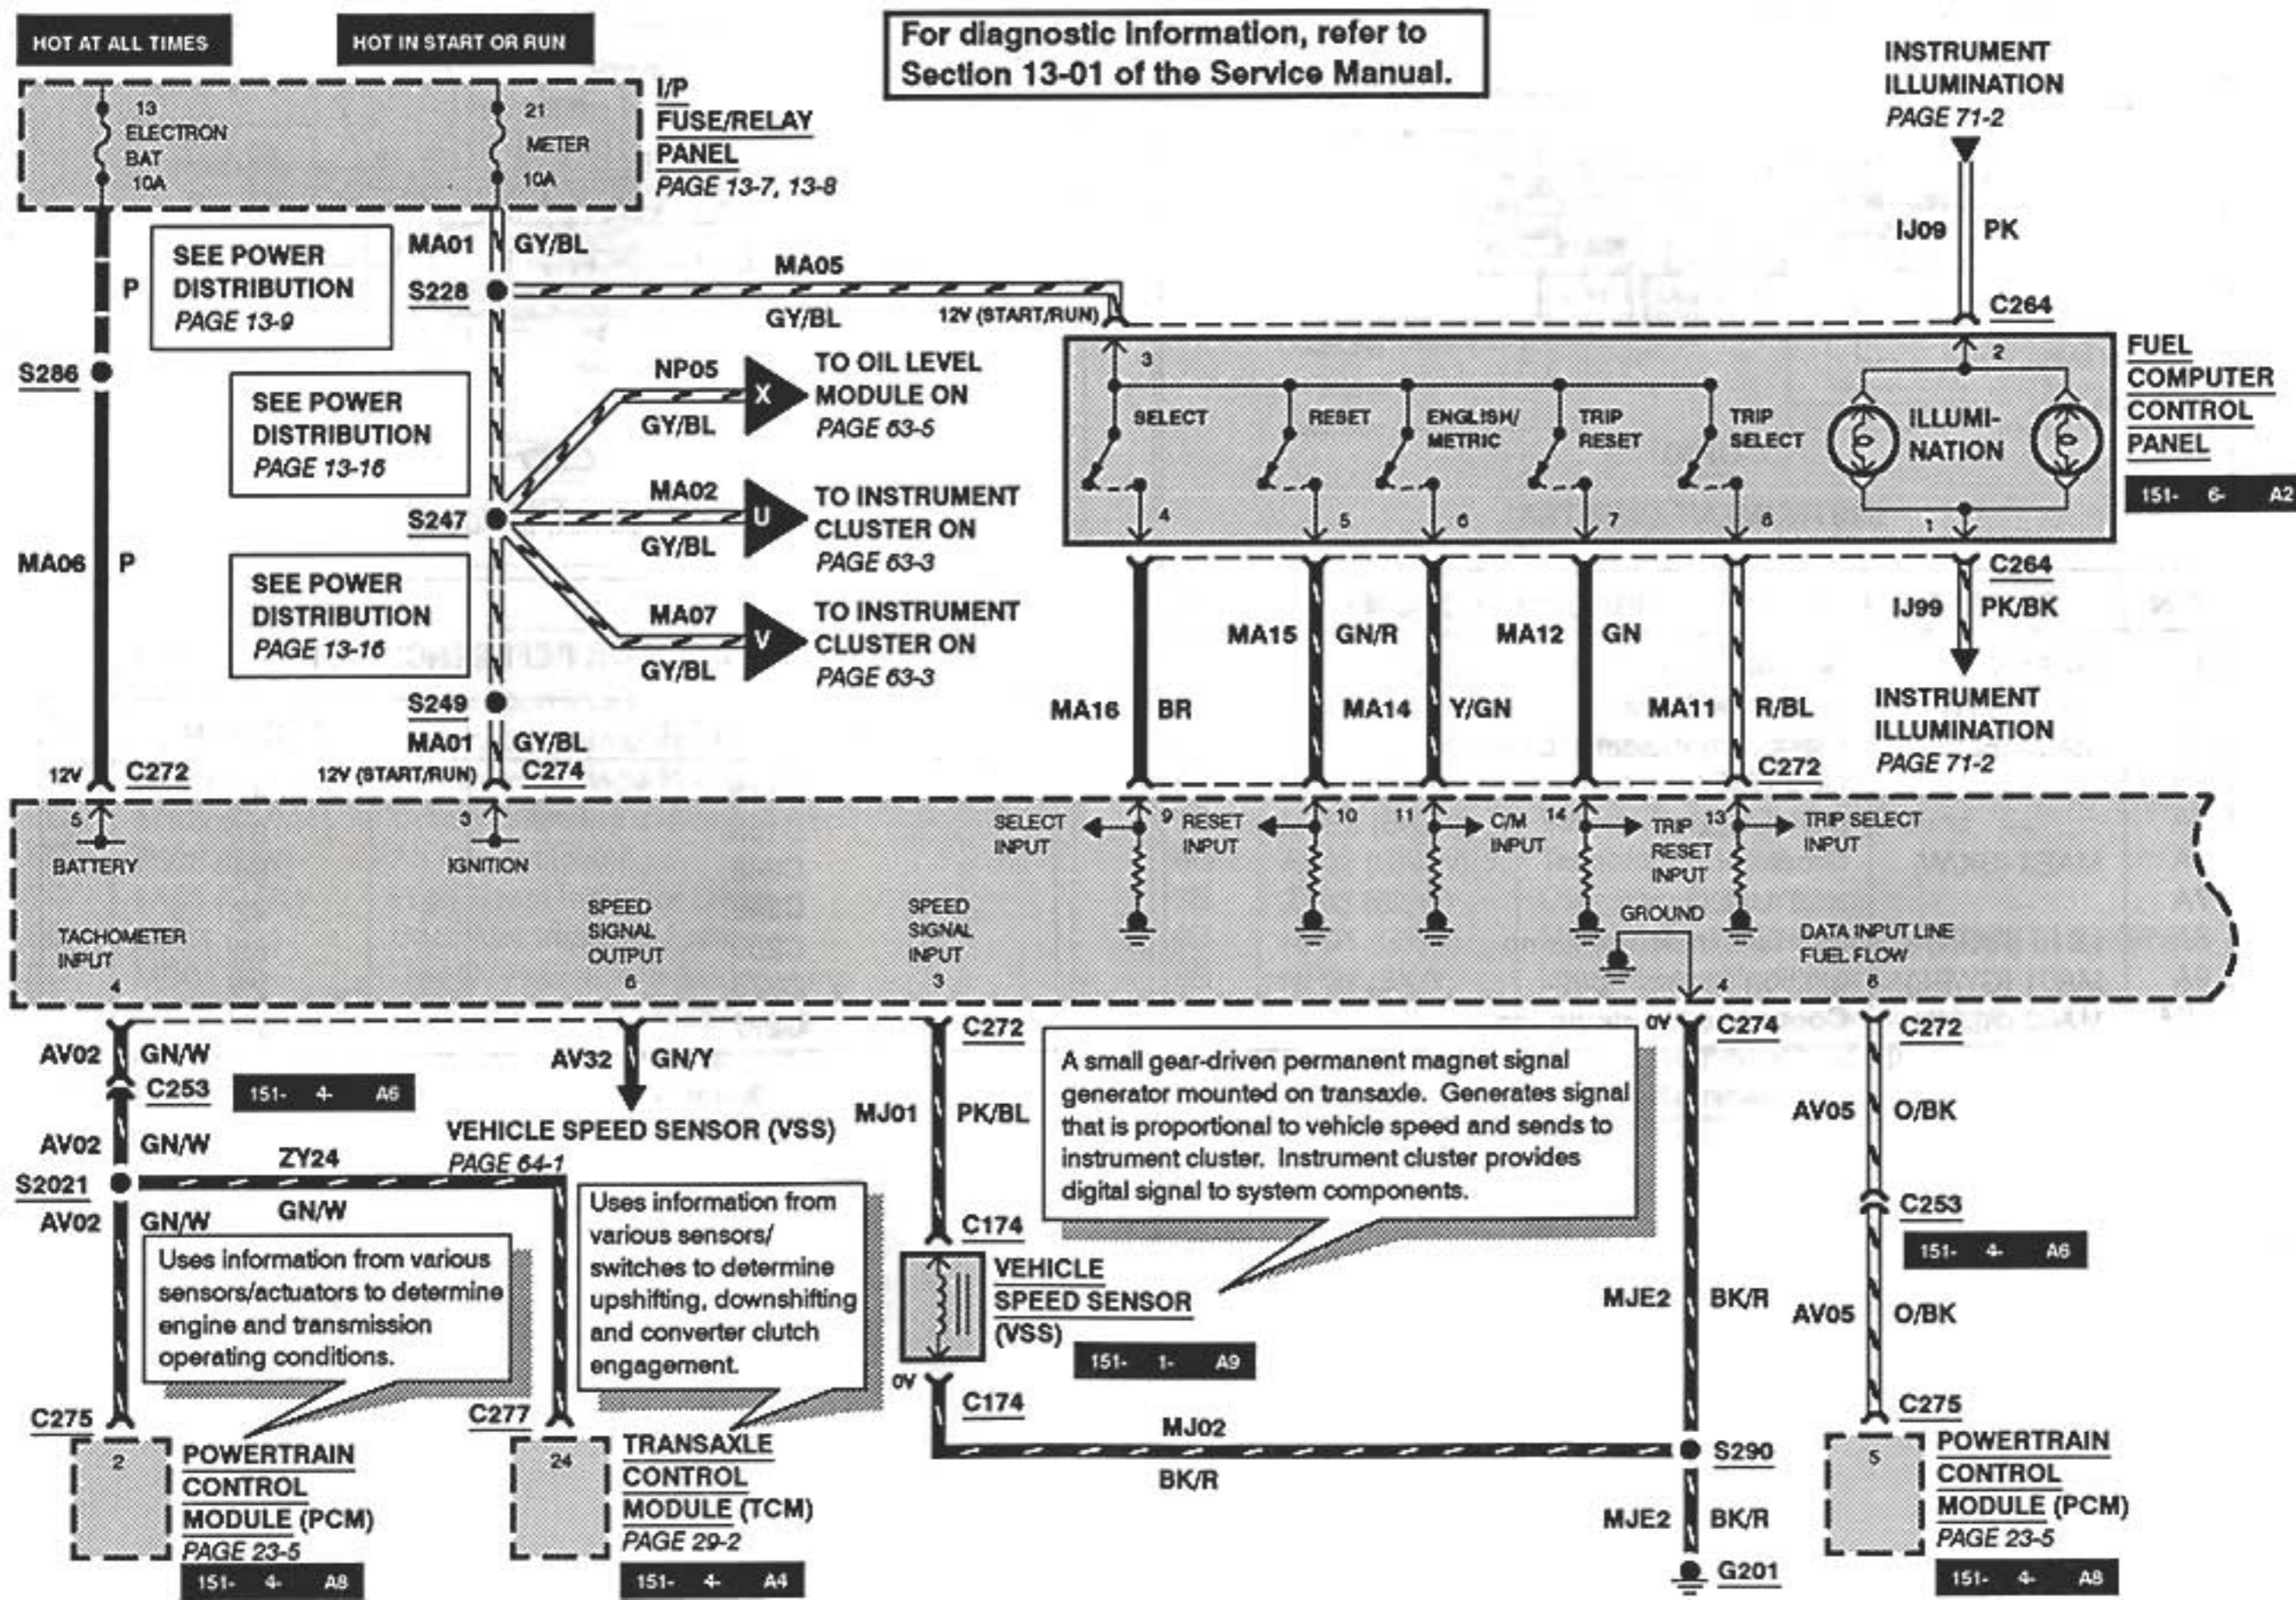 HOT AT ALL TIMES
HOT IN START OR RUN
For diagnostic information, refer to
Section 13-01 of the Service Manual.
INSTRUMENT
ILLUMINATION
PAGE 71-2
13
ELECTRON
BAT
10A
21
METER
10A
I/P
FUSE/RELAY
PANEL
PAGE 13-7, 13-8
P
SEE POWER
DISTRIBUTION
PAGE 13-9
MA01
GY/BL
S228
MA05
GY/BL
12V (START/RUN)
IJ09
PK
C264
S286
SEE POWER
DISTRIBUTION
PAGE 13-16
NP05
GY/BL
X
TO OIL LEVEL
MODULE ON
PAGE 63-5
MA02
GY/BL
U
TO INSTRUMENT
CLUSTER ON
PAGE 63-3
S247
MA07
GY/BL
V
TO INSTRUMENT
CLUSTER ON
PAGE 63-3
3
SELECT
RESET
ENGLISH/
METRIC
TRIP
RESET
TRIP
SELECT
2
ILLUMI-
NATION
4
5
6
7
8
1
FUEL
COMPUTER
CONTROL
PANEL
151- 6- A2
MA06
P
SEE POWER
DISTRIBUTION
PAGE 13-16
S249
MA01
GY/BL
12V
C272
12V (START/RUN)
C274
MA16
BR
MA15
GN/R
MA14
Y/GN
MA12
GN
MA11
R/BL
C272
C264
IJ99
PK/BK
INSTRUMENT
ILLUMINATION
PAGE 71-2
5
BATTERY
3
IGNITION
SELECT
INPUT
9
RESET
INPUT
10
11
C/M
INPUT
14
TRIP
RESET
INPUT
13
TRIP SELECT
INPUT
TACHOMETER
INPUT
4
SPEED
SIGNAL
OUTPUT
6
SPEED
SIGNAL
INPUT
3
GROUND
4
DATA INPUT LINE
FUEL FLOW
8
AV02
GN/W
C253
151- 4- A6
AV02
GN/W
S2021
AV02
GN/W
ZY24
GN/W
AV32
GN/Y
VEHICLE SPEED SENSOR (VSS)
PAGE 64-1
C272
MJ01
PK/BL
A small gear-driven permanent magnet signal
generator mounted on transaxle. Generates signal
that is proportional to vehicle speed and sends to
instrument cluster. Instrument cluster provides
digital signal to system components.
0V
C274
C272
AV05
O/BK
C253
151- 4- A6
AV05
O/BK
Uses information from various
sensors/actuators to determine
engine and transmission
operating conditions.
Uses information from
various sensors/
switches to determine
upshifting, downshifting
and converter clutch
engagement.
C174
VEHICLE
SPEED SENSOR
(VSS)
151- 1- A9
0V
C174
MJ02
BK/R
MJE2
BK/R
S290
MJE2
BK/R
G201
C275
2
POWERTRAIN
CONTROL
MODULE (PCM)
PAGE 23-5
151- 4- A8
C277
24
TRANSAXLE
CONTROL
MODULE (TCM)
PAGE 29-2
151- 4- A4
C275
5
POWERTRAIN
CONTROL
MODULE (PCM)
PAGE 23-5
151- 4- A8